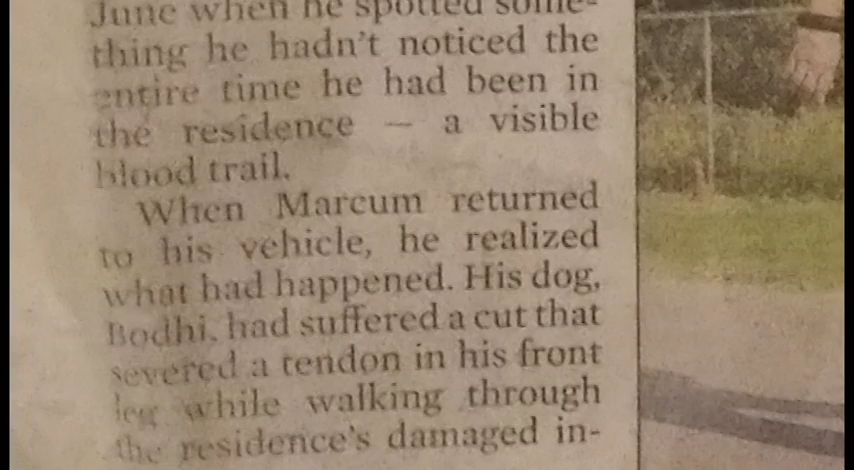 June when he spotted some-
thing he hadn't noticed the
entire time he had been in
the residence — a visible
blood trail.
When Marcum returned
to his vehicle, he realized
what had happened. His dog,
Bodhi, had suffered a cut that
severed a tendon in his front
leg while walking through
the residence's damaged in-